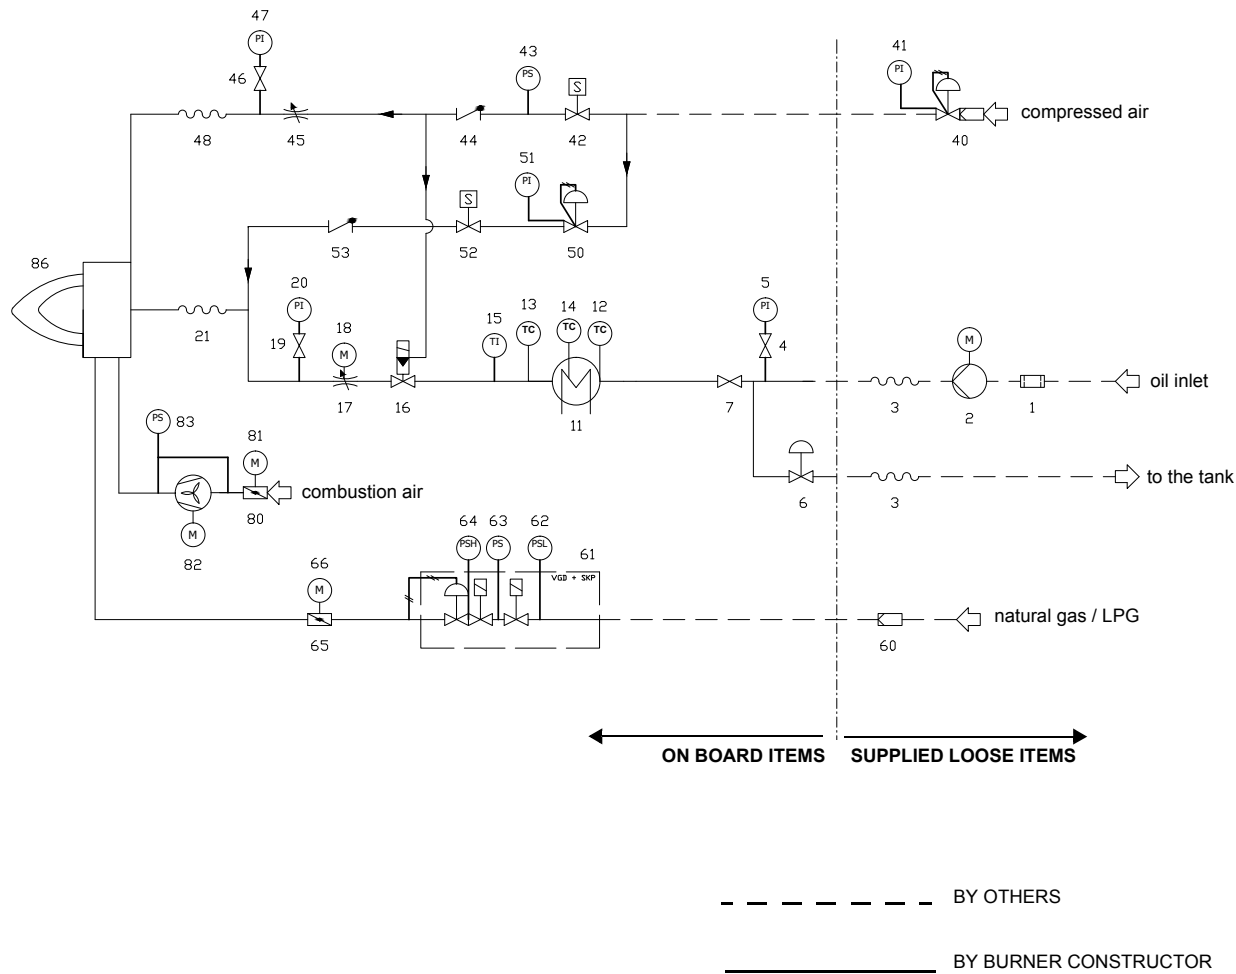 47
PI
46
48
45
44
43
PS
S
42
41
PI
40
compressed air
51
PI
S
53
52
50
86
21
20
PI
19
18
M
17
16
15
TI
13
TC
14
TC
12
TC
11
5
PI
4
7
M
3
2
1
oil inlet
6
3
to the tank
PS
83
81
M
combustion air
80
M
82
66
M
65
64
PSH
63
PS
62
PSL
61
VGD + SKP
natural gas / LPG
60
ON BOARD ITEMS
SUPPLIED LOOSE ITEMS
BY OTHERS
BY BURNER CONSTRUCTOR